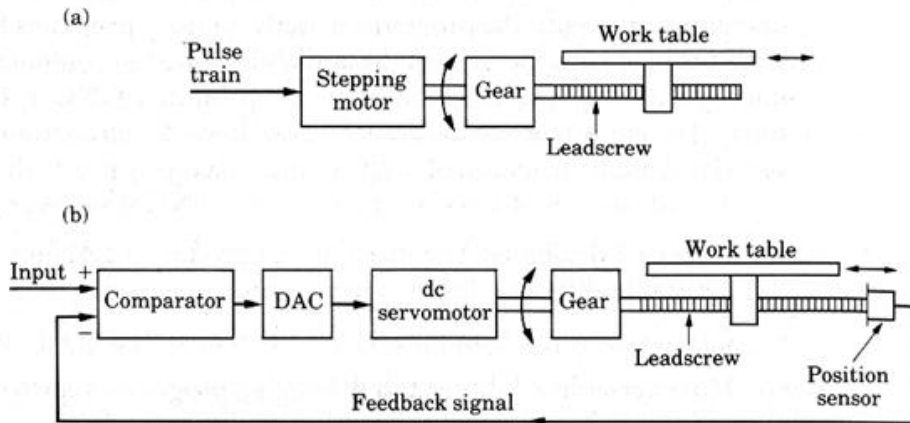 (a)
Work table
Pulse
train
Stepping
motor
Gear
Leadscrew
(b)
Work table
Input
+
−
Comparator
DAC
dc
servomotor
Gear
Leadscrew
Position
sensor
Feedback signal